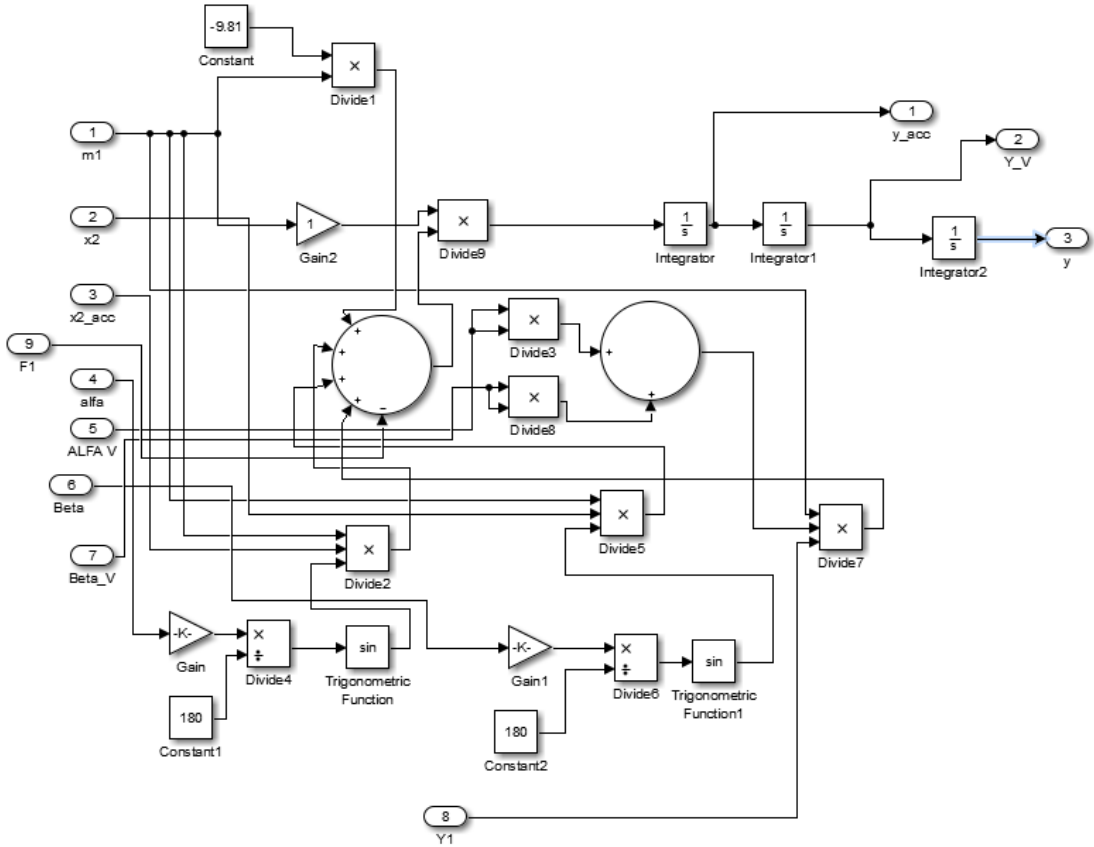 -9.81
Constant
×
Divide1
1
m1
1
y_acc
2
Y_V
2
x2
1
Gain2
×
Divide9
1
s
Integrator
1
s
Integrator1
1
s
Integrator2
3
y
3
x2_acc
9
F1
4
alfa
5
ALFA V
6
Beta
7
Beta_V
+
+
+
+
−
×
Divide3
×
Divide8
+
+
×
Divide2
×
Divide5
×
Divide7
-K-
Gain
×
÷
Divide4
sin
Trigonometric
Function
180
Constant1
-K-
Gain1
×
÷
Divide6
sin
Trigonometric
Function1
180
Constant2
8
Y1